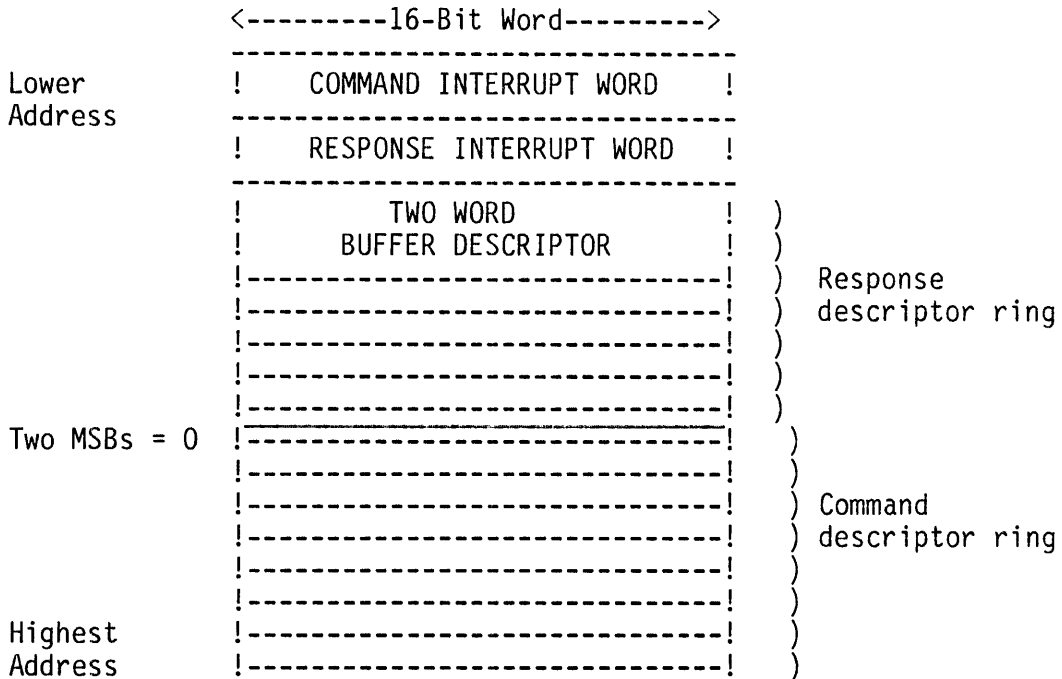 <---------16-Bit Word--------->
Lower Address
! COMMAND INTERRUPT WORD !
! RESPONSE INTERRUPT WORD !
! TWO WORD ! )
! BUFFER DESCRIPTOR ! )
Response
descriptor ring
Two MSBs = 0
Command
descriptor ring
Highest
Address